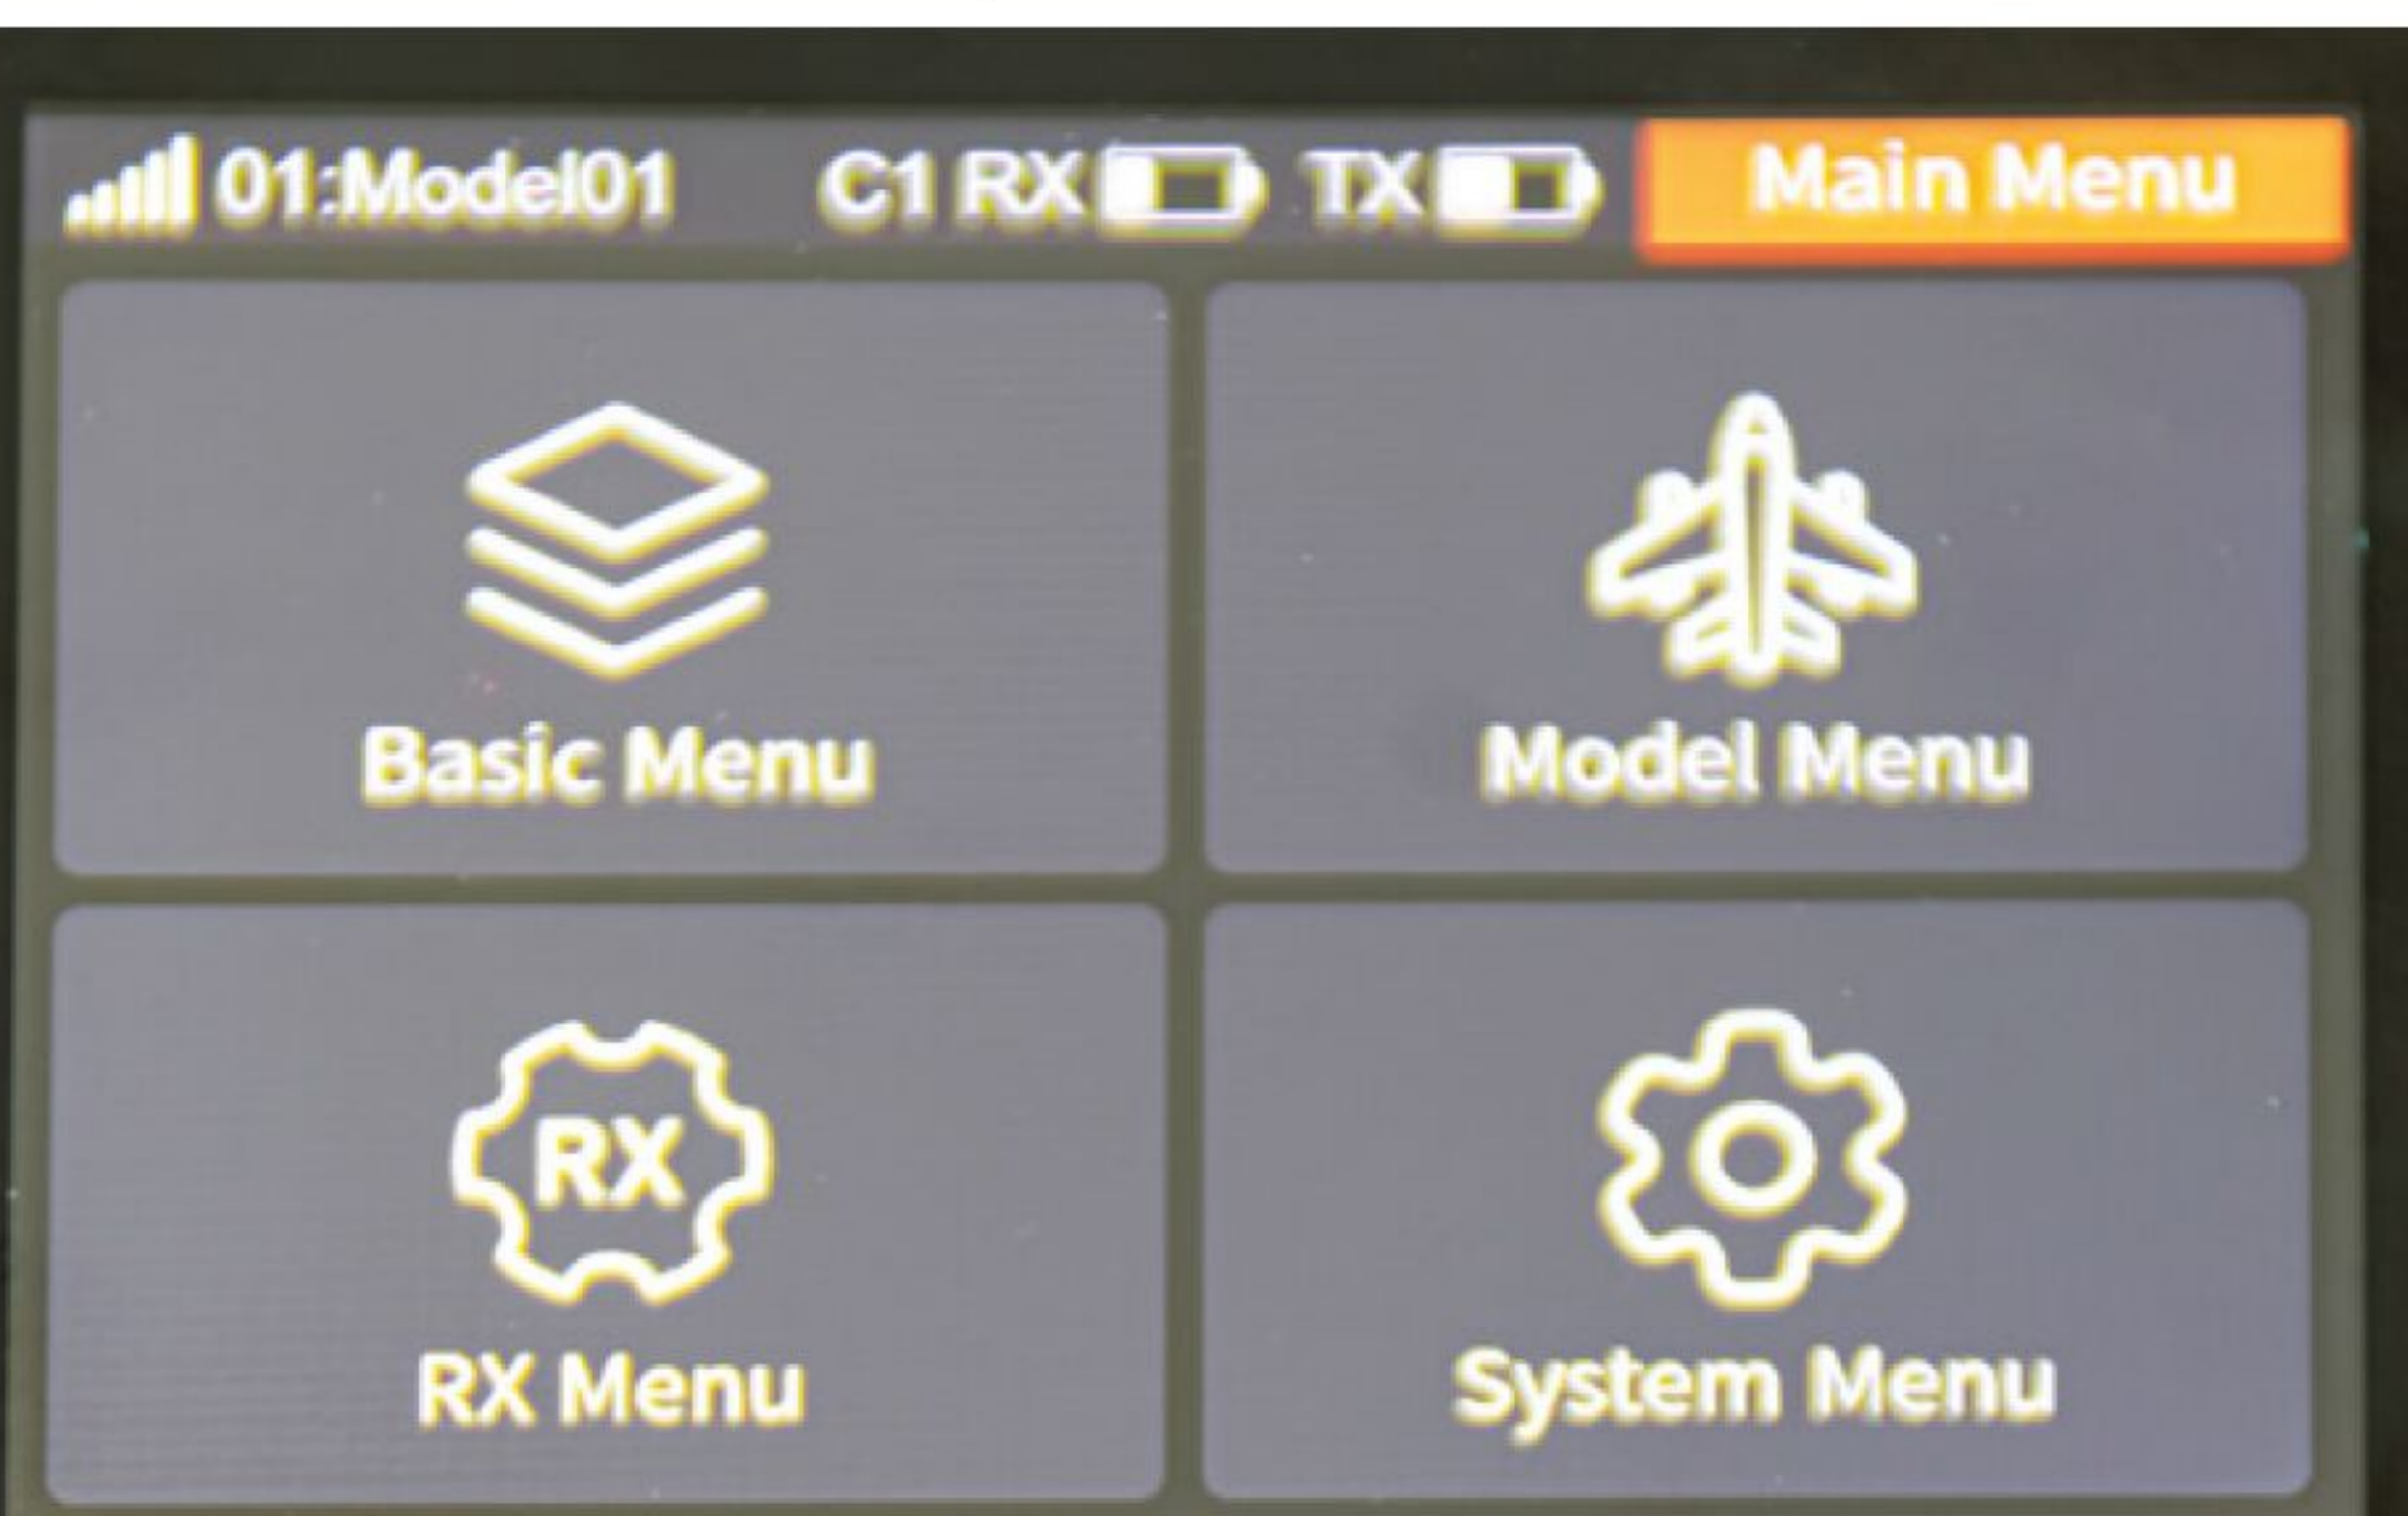 01:Model01 C1 RX TX Main Menu
Basic Menu Model Menu
RX
RX Menu System Menu